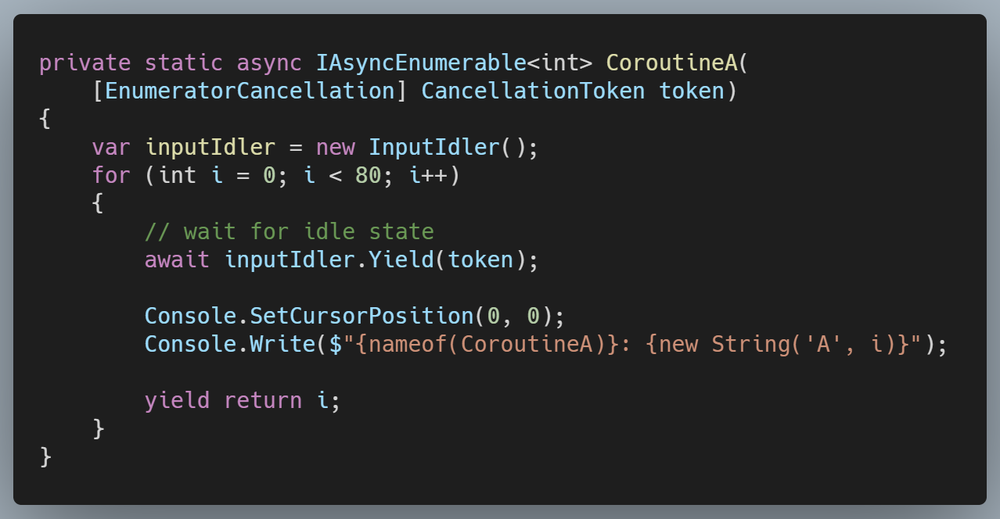 private static async IAsyncEnumerable<int> CoroutineA(
    [EnumeratorCancellation] CancellationToken token)
{
    var inputIdler = new InputIdler();
    for (int i = 0; i < 80; i++)
    {
        // wait for idle state
        await inputIdler.Yield(token);

        Console.SetCursorPosition(0, 0);
        Console.Write($"{nameof(CoroutineA)}: {new String('A', i)}");

        yield return i;
    }
}